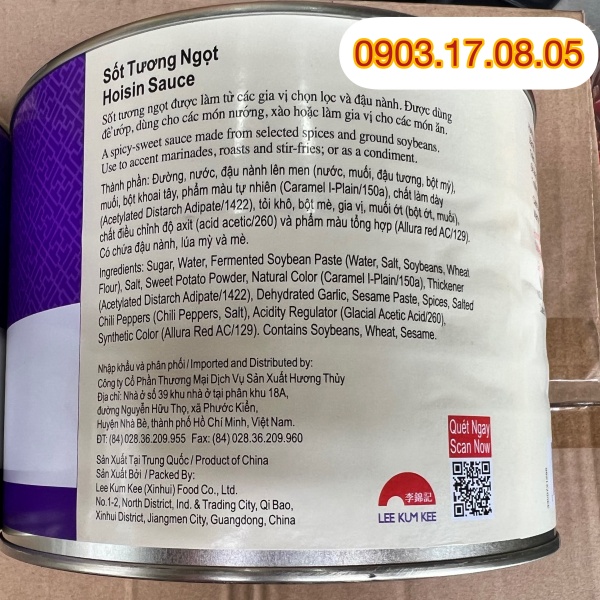 0903.17.08.05
Sốt Tương Ngọt
Hoisin Sauce
Sốt tương ngọt được làm từ các gia vị chọn lọc và đậu nành. Được dùng
để ướp, dùng cho các món nướng, xào hoặc làm gia vị cho các món ăn.
A spicy-sweet sauce made from selected spices and ground soybeans.
Use to accent marinades, roasts and stir-fries; or as a condiment.
Thành phần: Đường, nước, đậu nành lên men (nước, muối, đậu tương, bột mỳ),
muối, bột khoai tây, phẩm màu tự nhiên (Caramel I-Plain/150a), chất làm dày
(Acetylated Distarch Adipate/1422), tỏi khô, bột mè, gia vị, muối ớt (bột ớt, muối),
chất điều chỉnh độ axit (acid acetic/260) và phẩm màu tổng hợp (Allura red AC/129).
Có chứa đậu nành, lúa mỳ và mè.
Ingredients: Sugar, Water, Fermented Soybean Paste (Water, Salt, Soybeans, Wheat
Flour), Salt, Sweet Potato Powder, Natural Color (Caramel I-Plain/150a), Thickener
(Acetylated Distarch Adipate/1422), Dehydrated Garlic, Sesame Paste, Spices, Salted
Chili Peppers (Chili Peppers, Salt), Acidity Regulator (Glacial Acetic Acid/260),
Synthetic Color (Allura Red AC/129). Contains Soybeans, Wheat, Sesame.
Nhập khẩu và phân phối / Imported and Distributed by:
Công ty Cổ Phần Thương Mại Dịch Vụ Sản Xuất Hương Thủy
Địa chỉ: Nhà ở số 39 khu nhà ở tại phân khu 18A,
đường Nguyễn Hữu Thọ, xã Phước Kiển,
Huyện Nhà Bè, thành phố Hồ Chí Minh, Việt Nam.
ĐT: (84) 028.36.209.955 Fax: (84) 028.36.209.960
Sản Xuất Tại Trung Quốc / Product of China
Sản Xuất Bởi / Packed By:
Lee Kum Kee (Xinhui) Food Co., Ltd.
No.1-2, North District, Ind. & Trading City, Qi Bao,
Xinhui District, Jiangmen City, Guangdong, China
Quét Ngay
Scan Now
李錦記
LEE KUM KEE